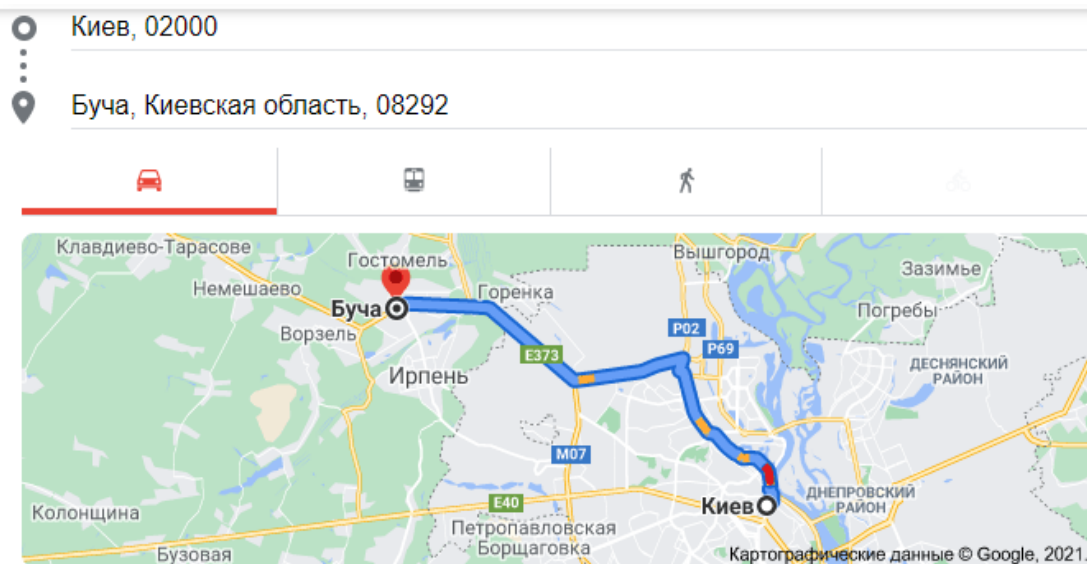 Киев, 02000
Буча, Киевская область, 08292
Клавдиево-Тарасове
Гостомель
Вышгород
Зазимье
Немешаево
Горенка
Буча
Погребы
Ворзель
P02
P69
E373
ДЕСНЯНСКИЙ
РАЙОН
Ирпень
M07
E40
Киев
ДНЕПРОВСКИЙ
РАЙОН
Колонщина
Петропавловская
Борщаговка
Бузовая
Картографические данные © Google, 2021.